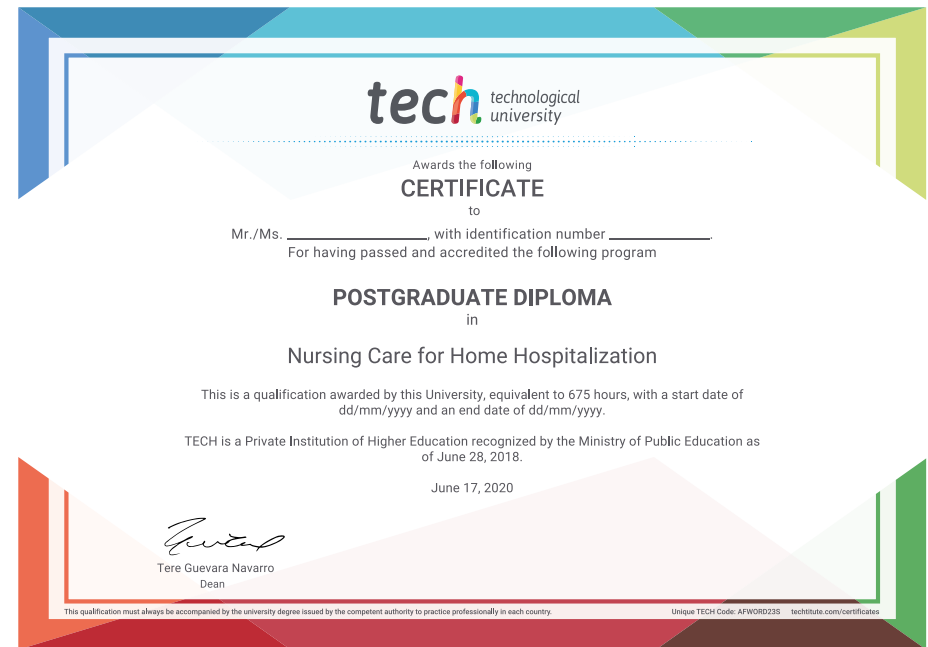 tech technological
university
Awards the following
CERTIFICATE
to
Mr./Ms. ____________________, with identification number ______________.
For having passed and accredited the following program
POSTGRADUATE DIPLOMA
in
Nursing Care for Home Hospitalization
This is a qualification awarded by this University, equivalent to 675 hours, with a start date of
dd/mm/yyyy and an end date of dd/mm/yyyy.
TECH is a Private Institution of Higher Education recognized by the Ministry of Public Education as
of June 28, 2018.
June 17, 2020
Tere Guevara Navarro
Dean
This qualification must always be accompanied by the university degree issued by the competent authority to practice professionally in each country. Unique TECH Code: AFWORD23S techtitute.com/certificates